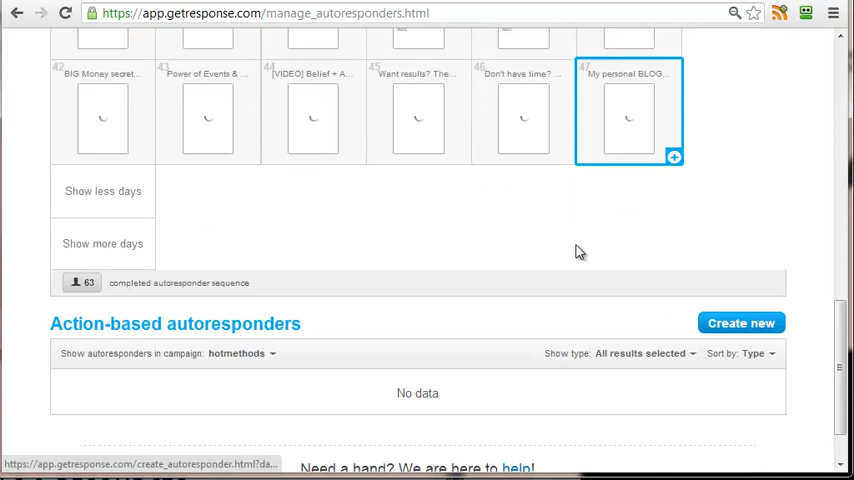 https://app.getresponse.com/manage_autoresponders.html
42 43 44 45 46 47
BIG Money secret... Power of Events & ... [VIDEO] Belief + A... Want results? The... Don't have time? ... My personal BLOG...
Show less days
Show more days
63 completed autoresponder sequence
Action-based autoresponders Create new
Show autoresponders in campaign: hotmethods Show type: All results selected Sort by: Type
No data
https://app.getresponse.com/create_autoresponder.html?da...
Need a hand? We are here to help!